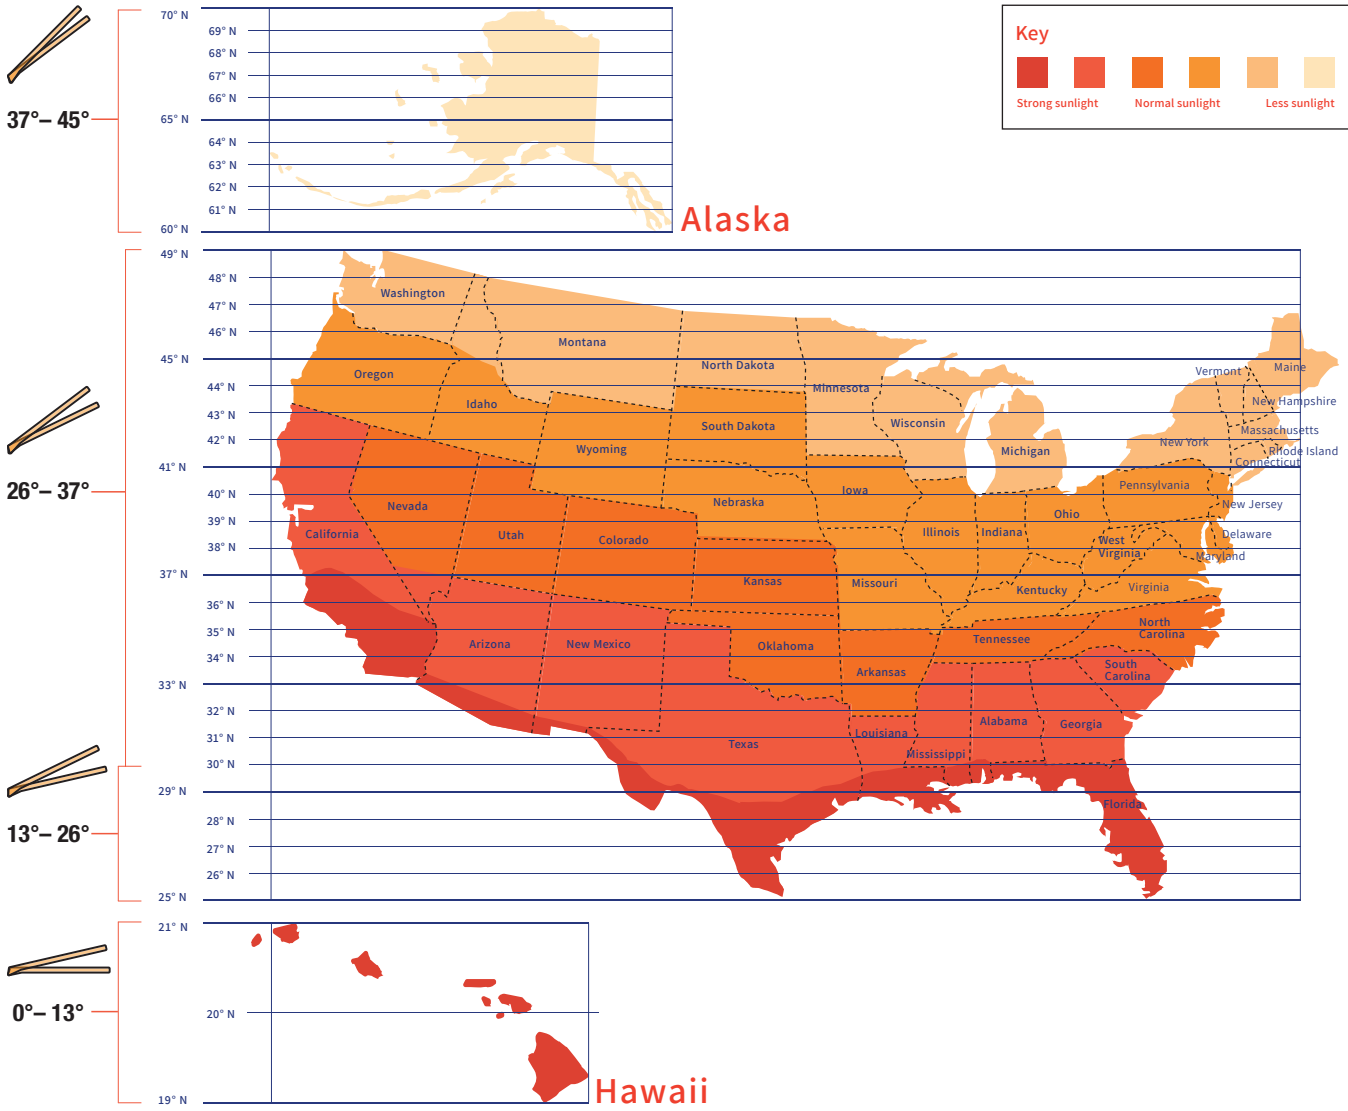 70° N
69° N
68° N
67° N
66° N
65° N
64° N
63° N
62° N
61° N
60° N
37°– 45°
Alaska
Key
Strong sunlight
Normal sunlight
Less sunlight
49° N
48° N
47° N
46° N
45° N
44° N
43° N
42° N
41° N
40° N
39° N
38° N
37° N
36° N
35° N
34° N
33° N
32° N
31° N
30° N
29° N
28° N
27° N
26° N
25° N
26°– 37°
13°– 26°
Washington
Montana
North Dakota
Minnesota
Vermont
Maine
Oregon
Idaho
New Hampshire
Wisconsin
South Dakota
Massachusetts
New York
Wyoming
Michigan
Rhode Island
Connecticut
Pennsylvania
Iowa
Nebraska
Nevada
New Jersey
Ohio
California
Utah
Colorado
Illinois
Indiana
West
Virginia
Delaware
Maryland
Kansas
Missouri
Kentucky
Virginia
North
Carolina
Tennessee
Arizona
New Mexico
Oklahoma
Arkansas
South
Carolina
Alabama
Georgia
Louisiana
Texas
Mississippi
Florida
21° N
20° N
19° N
0°– 13°
Hawaii